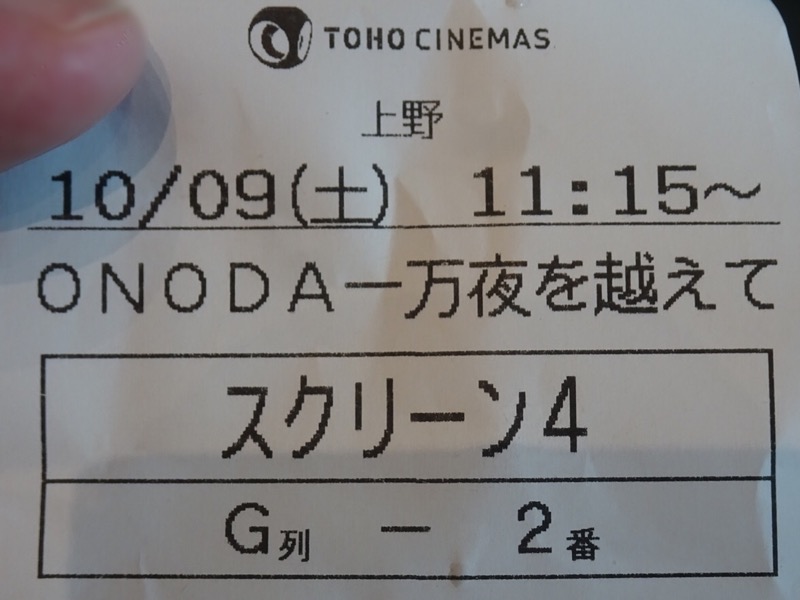 TOHO CINEMAS
上野
10/09(土) 11:15～
ONODA一万夜を越えて
スクリーン4
G列 － 2番